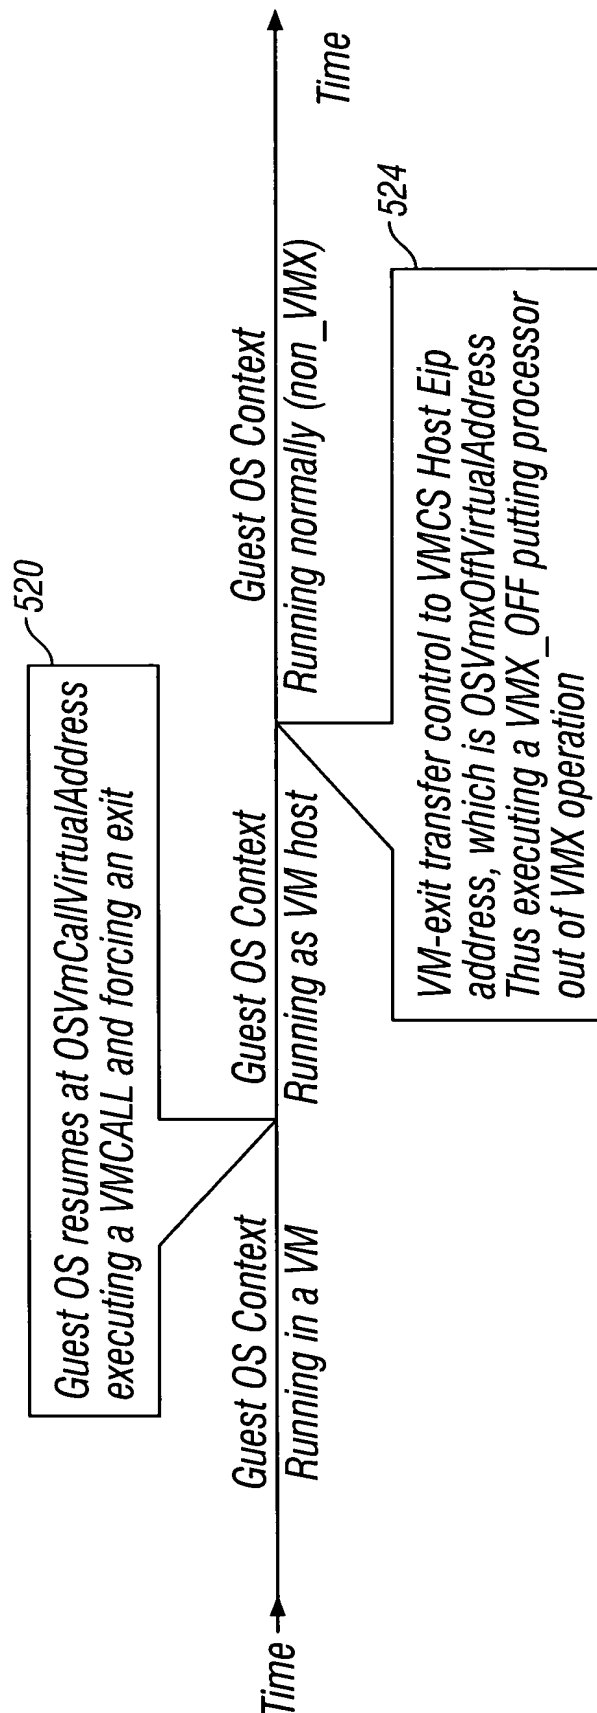 520
Guest OS resumes at OSVmCallVirtualAddress
executing a VMCALL and forcing an exit
Time
Guest OS Context
Running in a VM
Guest OS Context
Running as VM host
Guest OS Context
Running normally (non_VMX)
Time
524
VM-exit transfer control to VMCS Host Eip
address, which is OSVmxOffVirtualAddress
Thus executing a VMX_OFF putting processor
out of VMX operation